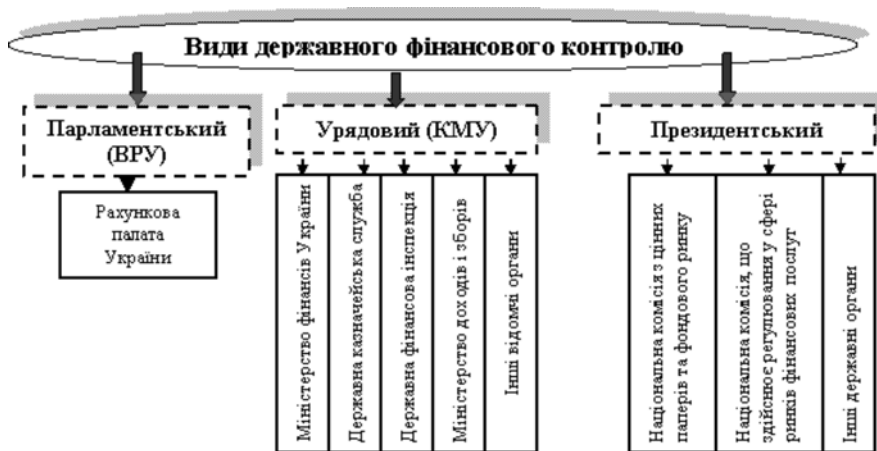 Види державного фінансового контролю
Парламентський
(ВРУ)
Урядовий (КМУ)
Президентський
Рахункова
палата
України
Міністерство фінансів України
Державна казначейська служба
Державна фінансова інспекція
Міністерство доходів і зборів
Інші відомчі органи
Національна комісія з цінних
паперів та фондового ринку
Національна комісія, що
здійснює регулювання у сфері
ринків фінансових послуг
Інші державні органи